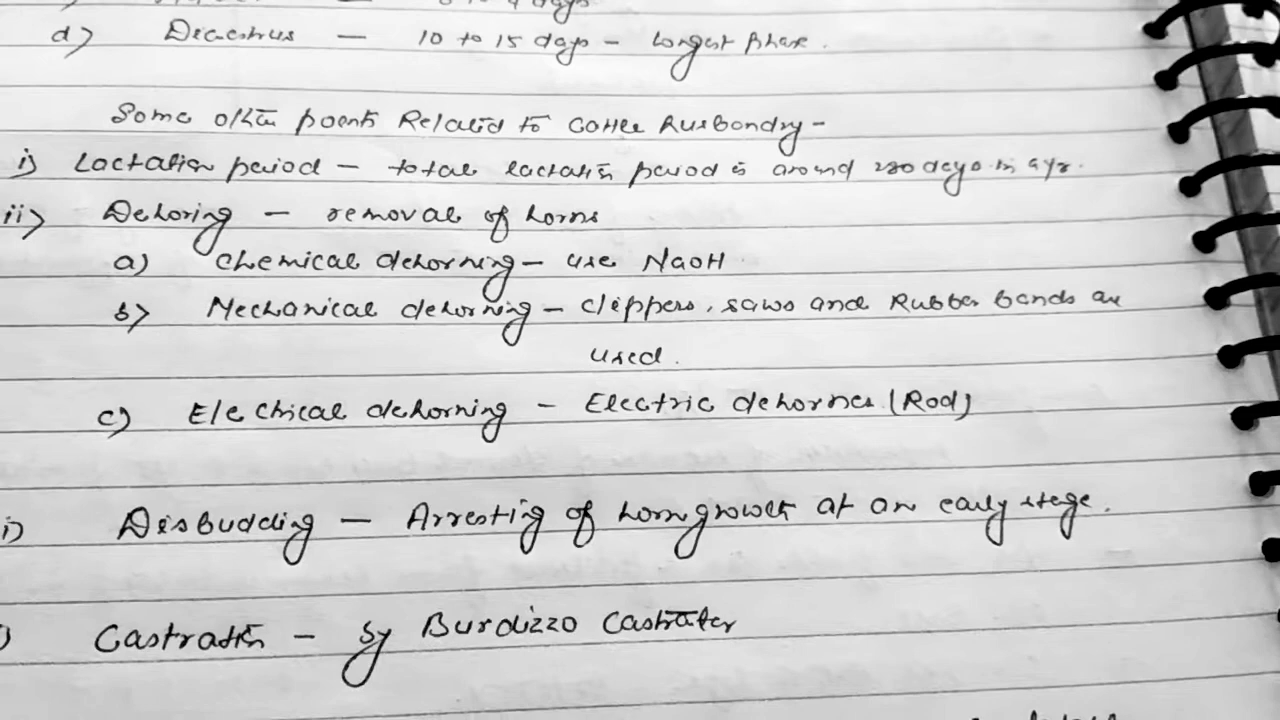 days
d) Diaestrus — 10 to 15 days - Longest phase.
Some other points Related to Cattle Husbandry -
i) Lactation period — total lactation period is around 280 days in a yr.
ii) Dehoring — removal of horns
a) Chemical dehorning - use NaOH
b) Mechanical dehorning - clippers, saws and Rubber bands are
used.
c) Electrical dehorning - Electric dehorner (Rod)
i) Disbudding — Arresting of horn growth at an early stage.
) Castration - by Burdizzo Castrator